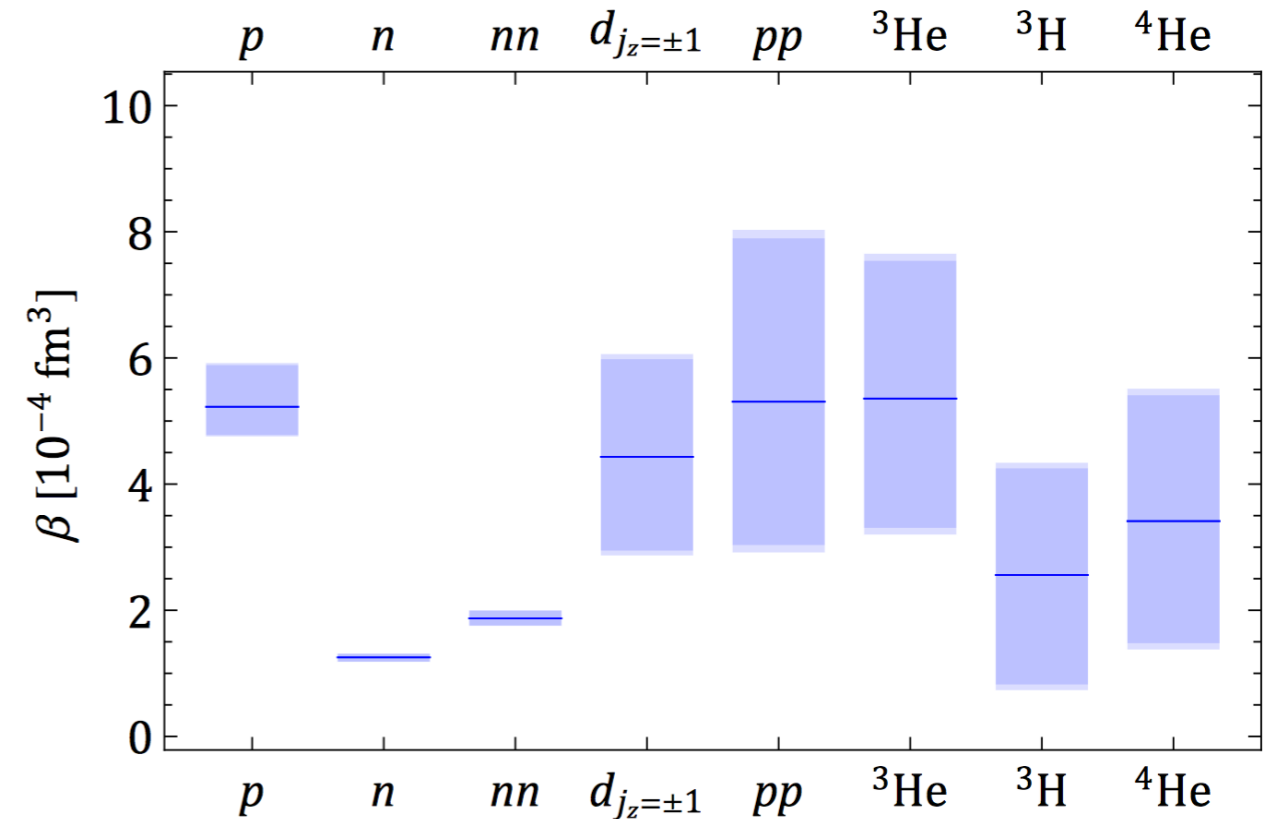 p n nn d_{j_z=±1} pp ³He ³H ⁴He
10
8
6
4
2
0
β [10⁻⁴ fm³]
p n nn d_{j_z=±1} pp ³He ³H ⁴He